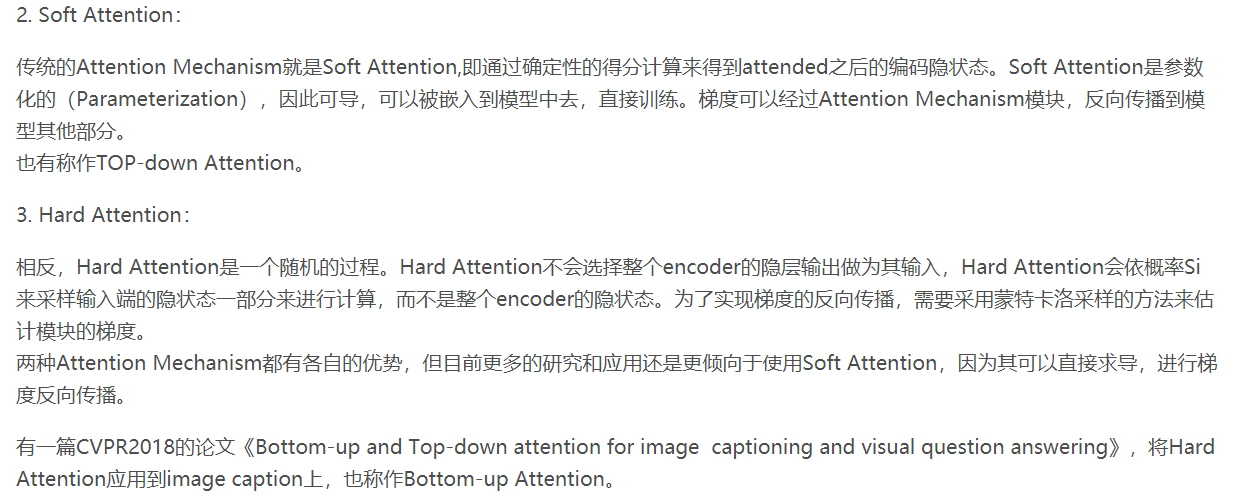 2. Soft Attention：
传统的Attention Mechanism就是Soft Attention,即通过确定性的得分计算来得到attended之后的编码隐状态。Soft Attention是参数
化的（Parameterization），因此可导，可以被嵌入到模型中去，直接训练。梯度可以经过Attention Mechanism模块，反向传播到模
型其他部分。
也有称作TOP-down Attention。
3. Hard Attention：
相反，Hard Attention是一个随机的过程。Hard Attention不会选择整个encoder的隐层输出做为其输入，Hard Attention会依概率Si
来采样输入端的隐状态一部分来进行计算，而不是整个encoder的隐状态。为了实现梯度的反向传播，需要采用蒙特卡洛采样的方法来估
计模块的梯度。
两种Attention Mechanism都有各自的优势，但目前更多的研究和应用还是更倾向于使用Soft Attention，因为其可以直接求导，进行梯
度反向传播。
有一篇CVPR2018的论文《Bottom-up and Top-down attention for image  captioning and visual question answering》，将Hard
Attention应用到image caption上，也称作Bottom-up Attention。